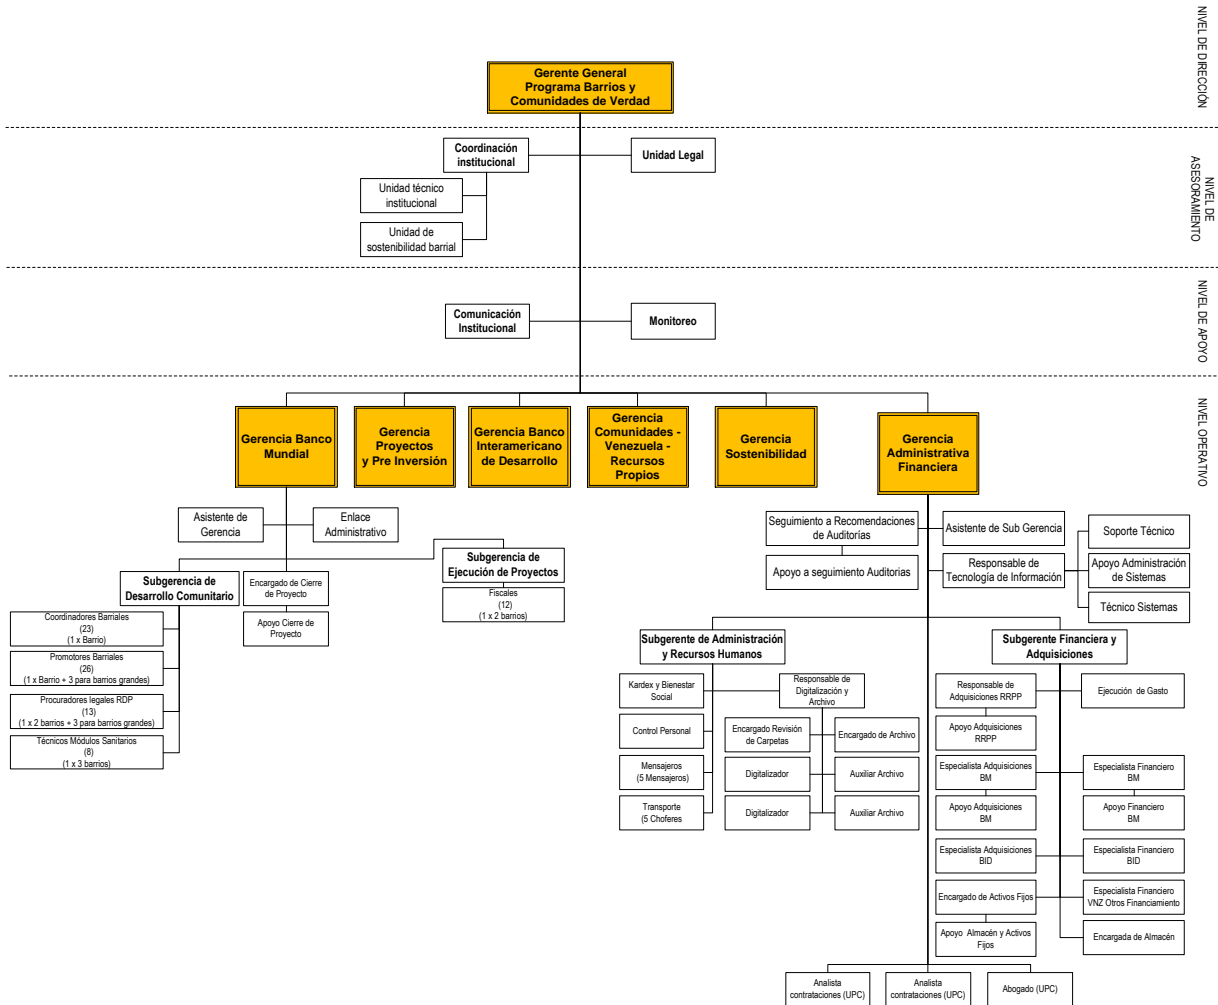 NIVEL DE DIRECCIÓN
Gerente General
Programa Barrios y
Comunidades de Verdad
NIVEL DE
ASESORAMIENTO
Coordinación
institucional
Unidad Legal
Unidad técnico
institucional
Unidad de
sostenibilidad barrial
NIVEL DE APOYO
Comunicación
Institucional
Monitoreo
NIVEL OPERATIVO
Gerencia Banco
Mundial
Gerencia
Proyectos
y Pre Inversión
Gerencia Banco
Interamericano
de Desarrollo
Gerencia
Comunidades -
Venezuela -
Recursos
Propios
Gerencia
Sostenibilidad
Gerencia
Administrativa
Financiera
Asistente de
Gerencia
Enlace
Administrativo
Subgerencia de
Desarrollo Comunitario
Encargado de Cierre
de Proyecto
Apoyo Cierre de
Proyecto
Subgerencia de
Ejecución de Proyectos
Fiscales
(12)
(1 x 2 barrios)
Coordinadores Barriales
(23)
(1 x Barrio)
Promotores Barriales
(26)
(1 x Barrio + 3 para barrios grandes)
Procuradores legales RDP
(13)
(1 x 2 barrios + 3 para barrios grandes)
Técnicos Módulos Sanitarios
(8)
(1 x 3 barrios)
Seguimiento a Recomendaciones
de Auditorías
Asistente de Sub Gerencia
Soporte Técnico
Apoyo a seguimiento Auditorias
Responsable de
Tecnología de Información
Apoyo Administración
de Sistemas
Técnico Sistemas
Subgerente de Administración
y Recursos Humanos
Subgerente Financiera y
Adquisiciones
Kardex y Bienestar
Social
Responsable de
Digitalización y
Archivo
Control Personal
Encargado Revisión
de Carpetas
Encargado de Archivo
Mensajeros
(5 Mensajeros)
Digitalizador
Auxiliar Archivo
Transporte
(5 Choferes
Digitalizador
Auxiliar Archivo
Responsable de
Adquisiciones RRPP
Ejecución de Gasto
Apoyo Adquisiciones
RRPP
Especialista Adquisiciones
BM
Especialista Financiero
BM
Apoyo Adquisiciones
BM
Apoyo Financiero
BM
Especialista Adquisiciones
BID
Especialista Financiero
BID
Encargado de Activos Fijos
Especialista Financiero
VNZ Otros Financiamiento
Apoyo Almacén y Activos
Fijos
Encargada de Almacén
Analista
contrataciones (UPC)
Analista
contrataciones (UPC)
Abogado (UPC)